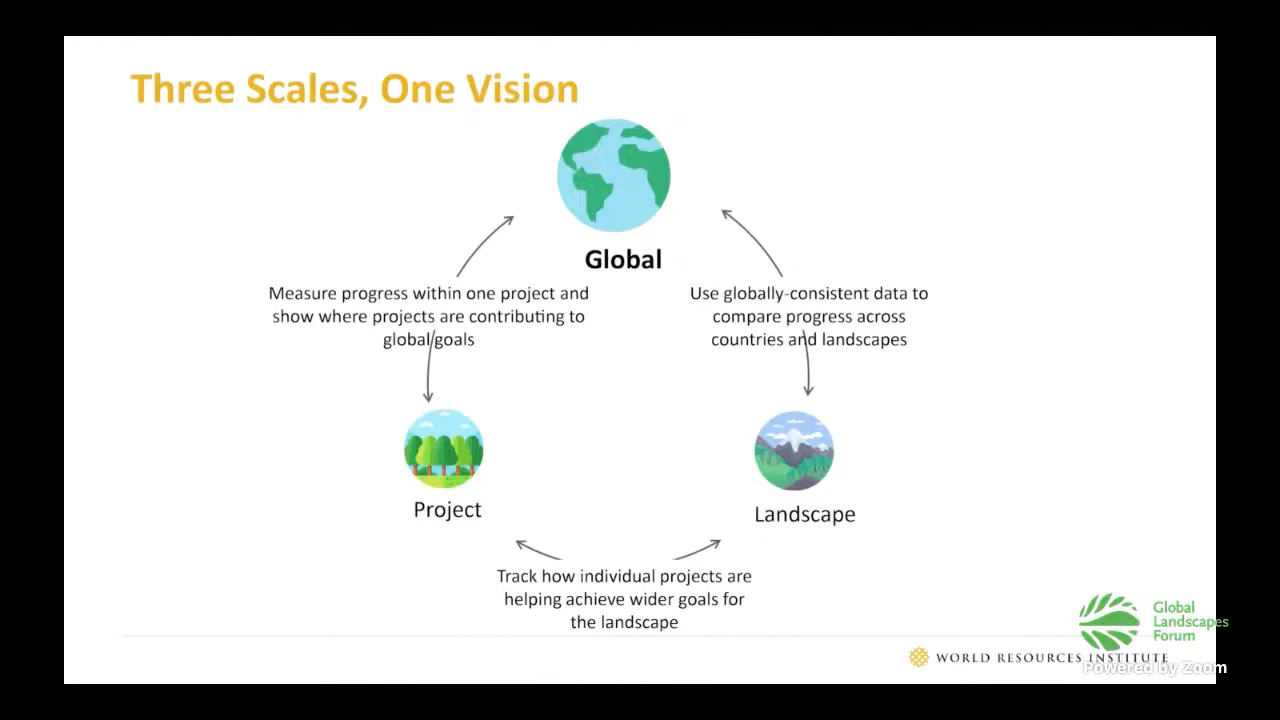 Three Scales, One Vision
Global
Measure progress within one project and
show where projects are contributing to
global goals
Use globally-consistent data to
compare progress across
countries and landscapes
Project
Landscape
Track how individual projects are
helping achieve wider goals for
the landscape
Global
Landscapes
Forum
WORLD RESOURCES INSTITUTE
Powered by Zoom